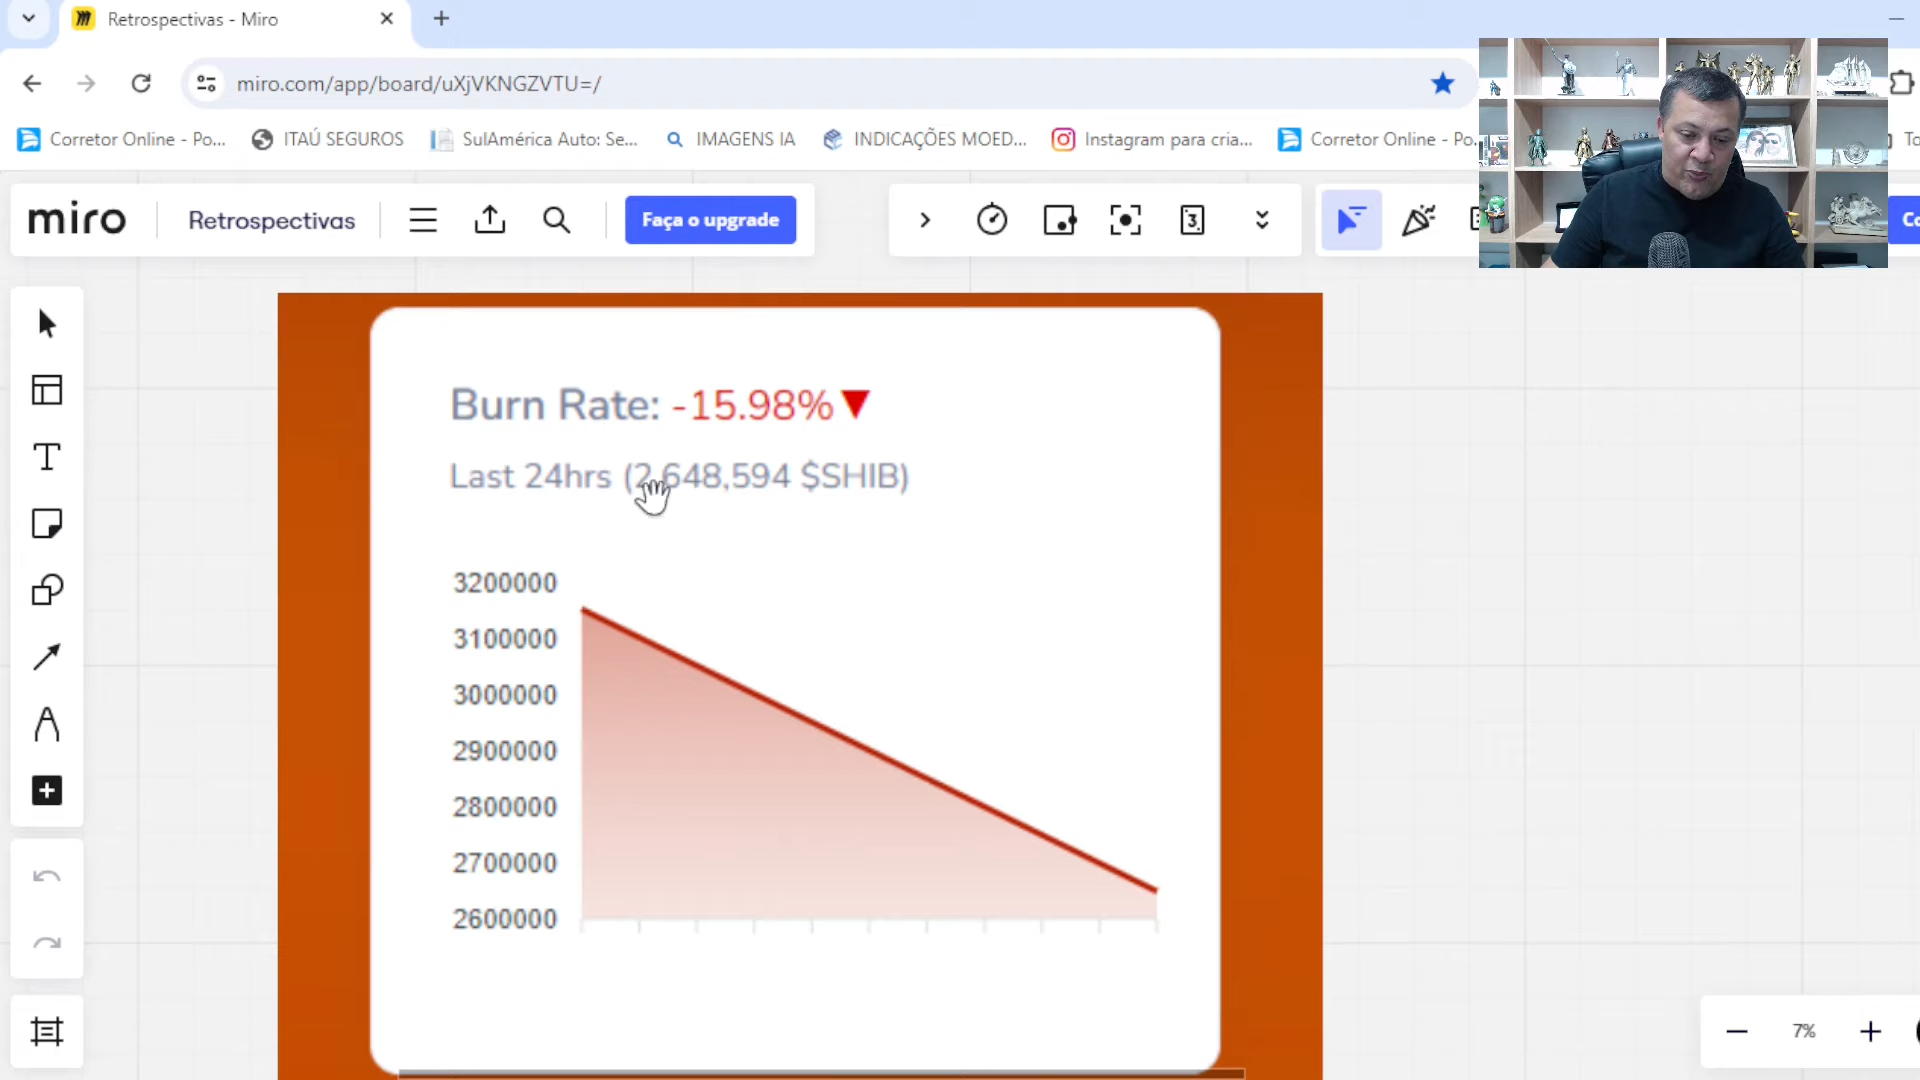 Retrospectivas - Miro
miro.com/app/board/uXjVKNGZVTU=/
Corretor Online - Po... ITAÚ SEGUROS SulAmérica Auto: Se... IMAGENS IA INDICAÇÕES MOED... Instagram para cria... Corretor Online - Po.
miro Retrospectivas Faça o upgrade 3
Burn Rate: -15.98%▼
Last 24hrs (2,648,594 $SHIB)
3200000
3100000
3000000
2900000
2800000
2700000
2600000
7%